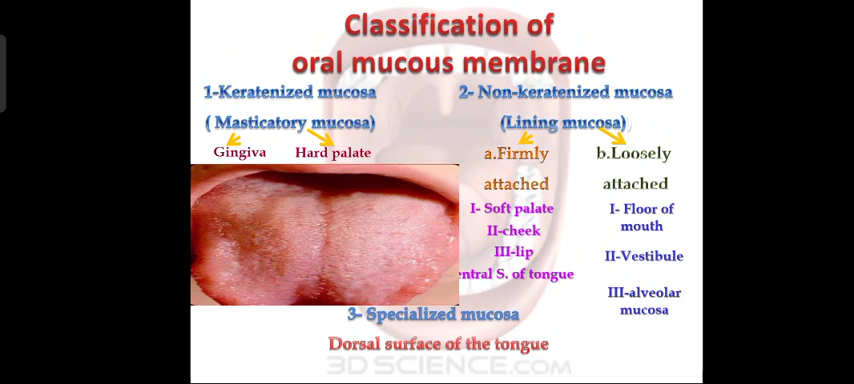 Classification of
oral mucous membrane
1-Keratenized mucosa
( Masticatory mucosa)
Gingiva Hard palate
2- Non-keratenized mucosa
(Lining mucosa)
a.Firmly
attached
I- Soft palate
II-cheek
III-lip
entral S. of tongue
b.Loosely
attached
I- Floor of
mouth
II-Vestibule
III-alveolar
mucosa
3- Specialized mucosa
Dorsal surface of the tongue
3DSCIENCE.COM